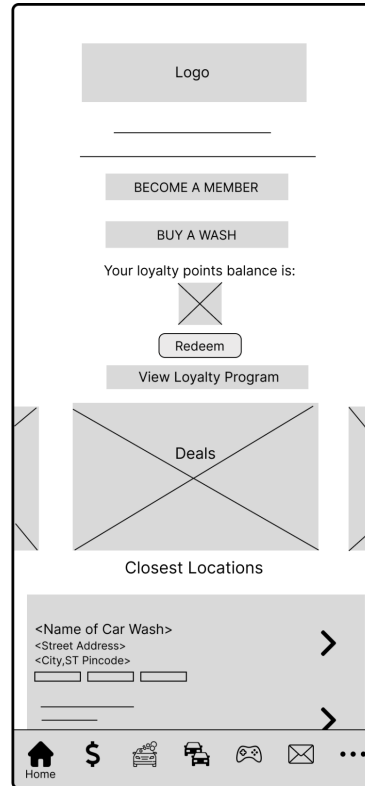 Logo
BECOME A MEMBER
BUY A WASH
Your loyalty points balance is:
Redeem
View Loyalty Program
Deals
Closest Locations
<Name of Car Wash>
<Street Address>
<City,ST Pincode>
Home